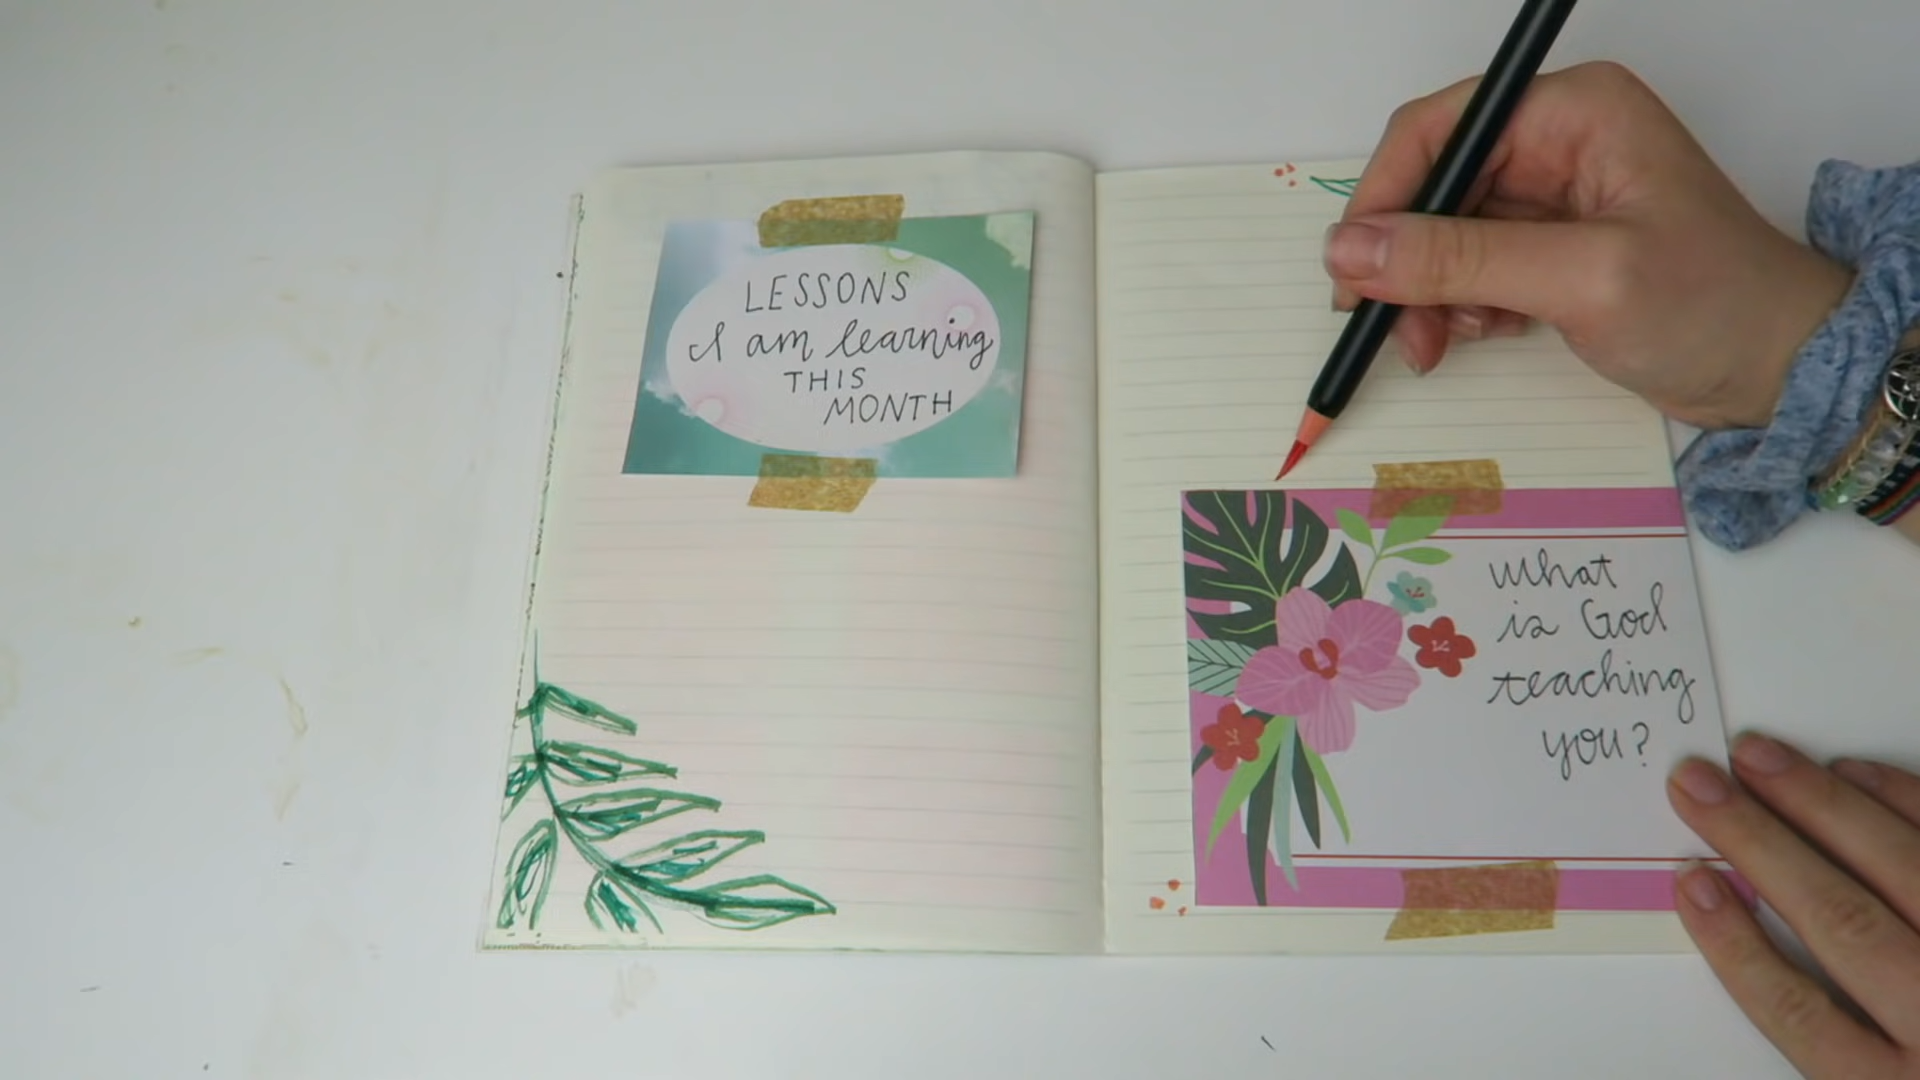 LESSONS
I am learning
THIS
MONTH
what
is God
teaching
you?